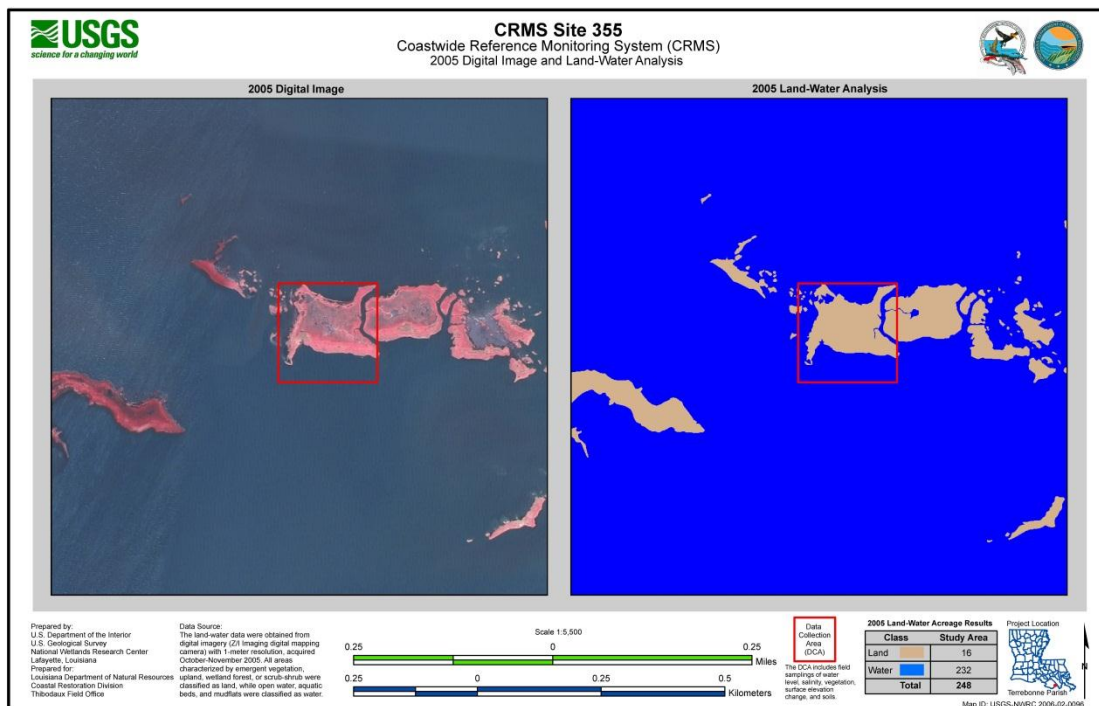 USGS
science for a changing world
CRMS Site 355
Coastwide Reference Monitoring System (CRMS)
2005 Digital Image and Land-Water Analysis
2005 Digital Image
2005 Land-Water Analysis
Prepared by:
U.S. Department of the Interior
U.S. Geological Survey
National Wetlands Research Center
Lafayette, Louisiana
Prepared for:
Louisiana Department of Natural Resources
Coastal Restoration Division
Thibodaux Field Office
Data Source:
The land-water data were obtained from
digital imagery (Z/I Imaging digital mapping
camera) with 1-meter resolution, acquired
October-November 2005. All areas
characterized by emergent vegetation,
upland, wetland forest, or scrub-shrub were
classified as land, while open water, aquatic
beds, and mudflats were classified as water.
Scale 1:5,500
0.25 0 0.25
Miles
0.25 0 0.25 0.5
Kilometers
Data
Collection
Area
(DCA)
The DCA includes field
samplings of water
level, salinity, vegetation,
surface elevation
change, and soils.
2005 Land-Water Acreage Results
Class Study Area
Land 16
Water 232
Total 248
Project Location
Terrebonne Parish
N
Map ID: USGS-NWRC 2006-02-0096